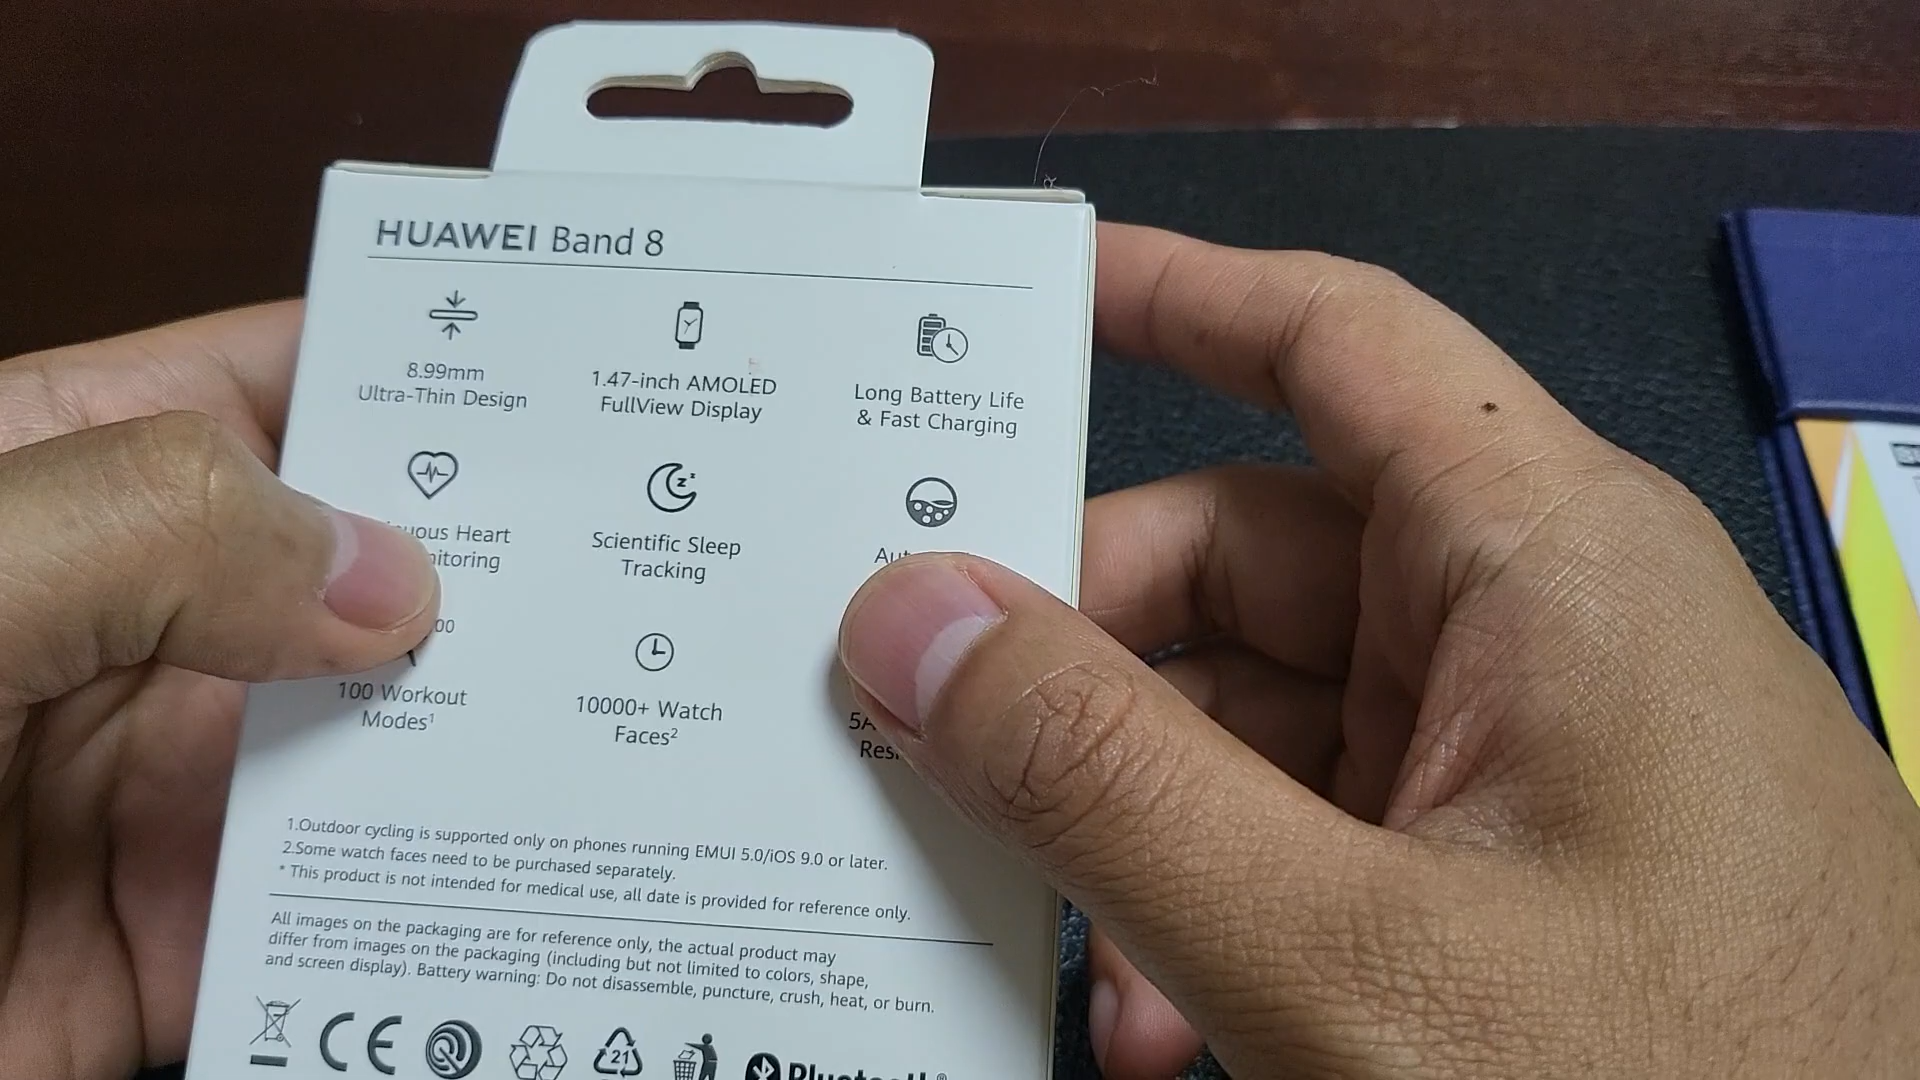 HUAWEI Band 8
8.99mm
Ultra-Thin Design
1.47-inch AMOLED
FullView Display
Long Battery Life
& Fast Charging
Heart
Scientific Sleep
Tracking
100 Workout
Modes¹
10000+ Watch
Faces²
1.Outdoor cycling is supported only on phones running EMUI 5.0/iOS 9.0 or later.
2.Some watch faces need to be purchased separately.
* This product is not intended for medical use, all date is provided for reference only.
All images on the packaging are for reference only, the actual product may
differ from images on the packaging (including but not limited to colors, shape,
and screen display). Battery warning: Do not disassemble, puncture, crush, heat, or burn.
CE
21
Bluetooth®